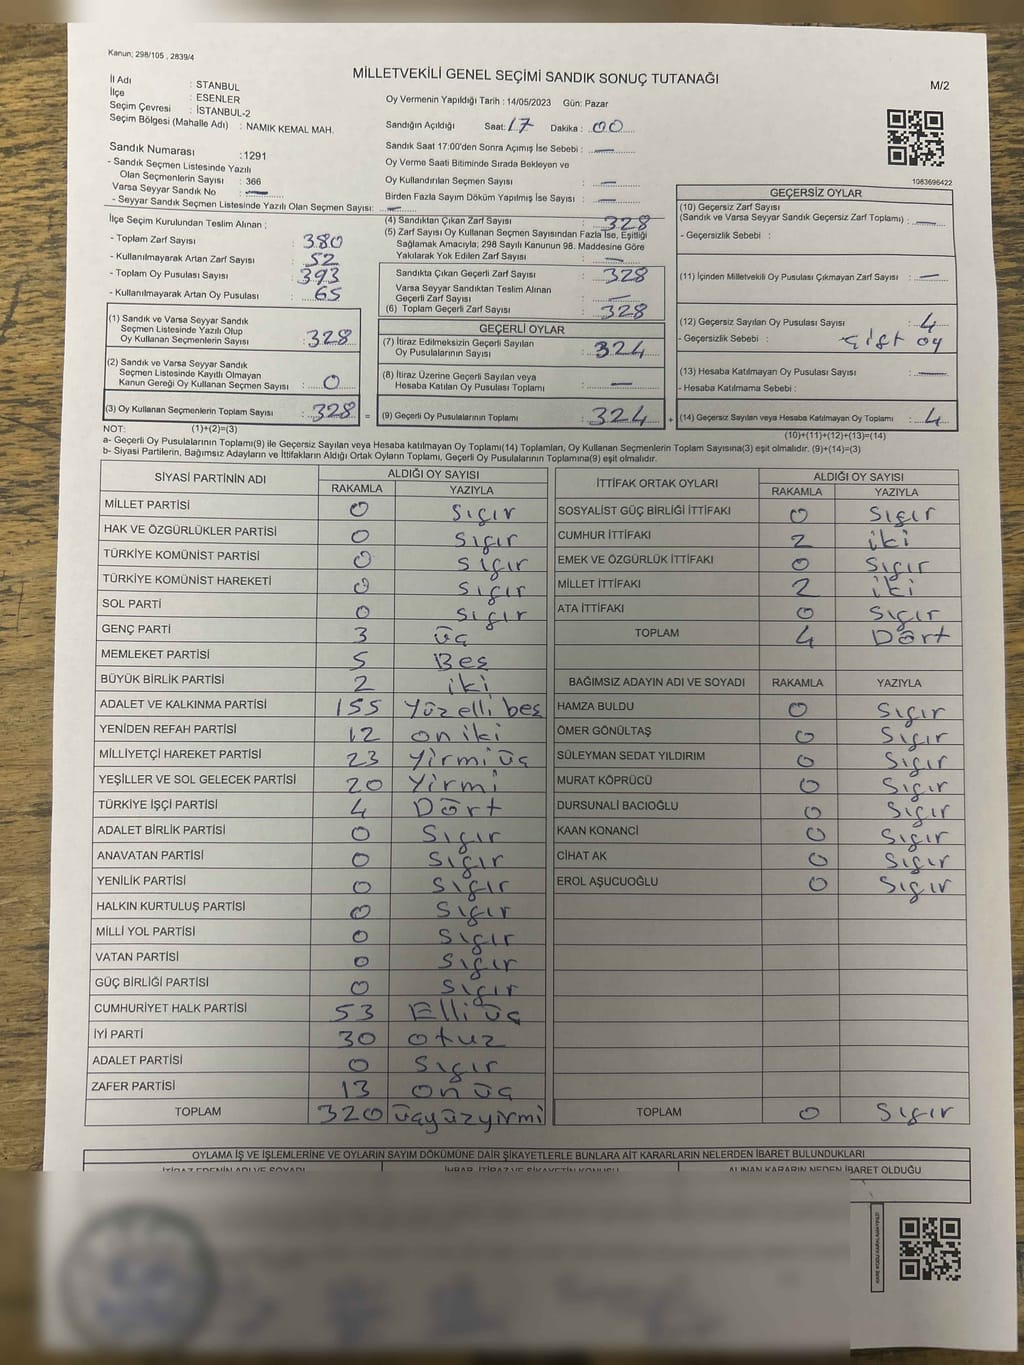 Kanun; 298/105 , 2839/4
MİLLETVEKİLİ GENEL SEÇİMİ SANDIK SONUÇ TUTANAĞI
M/2
İl Adı : STANBUL
İlçe : ESENLER
Seçim Çevresi : İSTANBUL-2
Seçim Bölgesi (Mahalle Adı) : NAMIK KEMAL MAH.
Oy Vermenin Yapıldığı Tarih : 14/05/2023 Gün: Pazar
Sandığın Açıldığı Saat: 17 Dakika : 00
Sandık Saat 17:00'den Sonra Açımış İse Sebebi : —
Oy Verme Saati Bitiminde Sırada Bekleyen ve
Oy Kullandırılan Seçmen Sayısı : —
Birden Fazla Sayım Döküm Yapılmış İse Sayısı : —
1083696422
Sandık Numarası : 1291
- Sandık Seçmen Listesinde Yazılı
Olan Seçmenlerin Sayısı : 366
Varsa Seyyar Sandık No : —
- Seyyar Sandık Seçmen Listesinde Yazılı Olan Seçmen Sayısı: —
İlçe Seçim Kurulundan Teslim Alınan ;
- Toplam Zarf Sayısı : 380
- Kullanılmayarak Artan Zarf Sayısı : 52
- Toplam Oy Pusulası Sayısı : 393
- Kullanılmayarak Artan Oy Pusulası : 65
(1) Sandık ve Varsa Seyyar Sandık
Seçmen Listesinde Yazılı Olup
Oy Kullanan Seçmenlerin Sayısı : 328
(2) Sandık ve Varsa Seyyar Sandık
Seçmen Listesinde Kayıtlı Olmayan
Kanun Gereği Oy Kullanan Seçmen Sayısı : 0
(3) Oy Kullanan Seçmenlerin Toplam Sayısı : 328 =
(4) Sandıktan Çıkan Zarf Sayısı : 328
(5) Zarf Sayısı Oy Kullanan Seçmen Sayısından Fazla İse, Eşitliği
Sağlamak Amacıyla; 298 Sayılı Kanunun 98. Maddesine Göre
Yakılarak Yok Edilen Zarf Sayısı : —
Sandıkta Çıkan Geçerli Zarf Sayısı : 328
Varsa Seyyar Sandıktan Teslim Alınan
Geçerli Zarf Sayısı : —
(6) Toplam Geçerli Zarf Sayısı : 328
GEÇERLİ OYLAR
(7) İtiraz Edilmeksizin Geçerli Sayılan
Oy Pusulalarının Sayısı : 324
(8) İtiraz Üzerine Geçerli Sayılan veya
Hesaba Katılan Oy Pusulası Toplamı : —
(9) Geçerli Oy Pusulalarının Toplamı : 324 +
GEÇERSİZ OYLAR
(10) Geçersiz Zarf Sayısı
(Sandık ve Varsa Seyyar Sandık Geçersiz Zarf Toplamı) : —
- Geçersizlik Sebebi :
(11) İçinden Milletvekili Oy Pusulası Çıkmayan Zarf Sayısı : —
(12) Geçersiz Sayılan Oy Pusulası Sayısı : 4
- Geçersizlik Sebebi : Çift oy
(13) Hesaba Katılmayan Oy Pusulası Sayısı : —
- Hesaba Katılmama Sebebi :
(14) Geçersiz Sayılan veya Hesaba Katılmayan Oy Toplamı : 4
NOT: (1)+(2)=(3)
(10)+(11)+(12)+(13)=(14)
a- Geçerli Oy Pusulalarının Toplamı(9) ile Geçersiz Sayılan veya Hesaba katılmayan Oy Toplamı(14) Toplamları, Oy Kullanan Seçmenlerin Toplam Sayısına(3) eşit olmalıdır. (9)+(14)=(3)
b- Siyasi Partilerin, Bağımsız Adayların ve İttifakların Aldığı Ortak Oyların Toplamı, Geçerli Oy Pusulalarının Toplamına(9) eşit olmalıdır.
SİYASİ PARTİNİN ADI ALDIĞI OY SAYISI
RAKAMLA YAZIYLA
MİLLET PARTİSİ 0 Sıfır
HAK VE ÖZGÜRLÜKLER PARTİSİ 0 Sıfır
TÜRKİYE KOMÜNİST PARTİSİ 0 Sıfır
TÜRKİYE KOMÜNİST HAREKETİ 0 Sıfır
SOL PARTİ 0 Sıfır
GENÇ PARTİ 3 üç
MEMLEKET PARTİSİ 5 Beş
BÜYÜK BİRLİK PARTİSİ 2 iki
ADALET VE KALKINMA PARTİSİ 155 Yüz elli beş
YENİDEN REFAH PARTİSİ 12 on iki
MİLLİYETÇİ HAREKET PARTİSİ 23 Yirmi üç
YEŞİLLER VE SOL GELECEK PARTİSİ 20 Yirmi
TÜRKİYE İŞÇİ PARTİSİ 4 Dört
ADALET BİRLİK PARTİSİ 0 Sıfır
ANAVATAN PARTİSİ 0 Sıfır
YENİLİK PARTİSİ 0 Sıfır
HALKIN KURTULUŞ PARTİSİ 0 Sıfır
MİLLİ YOL PARTİSİ 0 Sıfır
VATAN PARTİSİ 0 Sıfır
GÜÇ BİRLİĞİ PARTİSİ 0 Sıfır
CUMHURİYET HALK PARTİSİ 53 Elli üç
İYİ PARTİ 30 otuz
ADALET PARTİSİ 0 Sıfır
ZAFER PARTİSİ 13 on üç
TOPLAM 320 üçyüzyirmi
İTTİFAK ORTAK OYLARI ALDIĞI OY SAYISI
RAKAMLA YAZIYLA
SOSYALİST GÜÇ BİRLİĞİ İTTİFAKI 0 Sıfır
CUMHUR İTTİFAKI 2 iki
EMEK VE ÖZGÜRLÜK İTTİFAKI 0 Sıfır
MİLLET İTTİFAKI 2 iki
ATA İTTİFAKI 0 Sıfır
TOPLAM 4 Dört
BAĞIMSIZ ADAYIN ADI VE SOYADI RAKAMLA YAZIYLA
HAMZA BULDU 0 Sıfır
ÖMER GÖNÜLTAŞ 0 Sıfır
SÜLEYMAN SEDAT YILDIRIM 0 Sıfır
MURAT KÖPRÜCÜ 0 Sıfır
DURSUNALİ BACIOĞLU 0 Sıfır
KAAN KONANCİ 0 Sıfır
CİHAT AK 0 Sıfır
EROL AŞUCUOĞLU 0 Sıfır
TOPLAM 0 Sıfır
OYLAMA İŞ VE İŞLEMLERİNE VE OYLARIN SAYIM DÖKÜMÜNE DAİR ŞİKAYETLERLE BUNLARA AİT KARARLARIN NELERDEN İBARET BULUNDUKLARI
İTİRAZ EDENİN ADI VE SOYADI İHBAR, İTİRAZ VE ŞİKAYETİN KONUSU ALINAN KARARIN NEDEN İBARET OLDUĞU